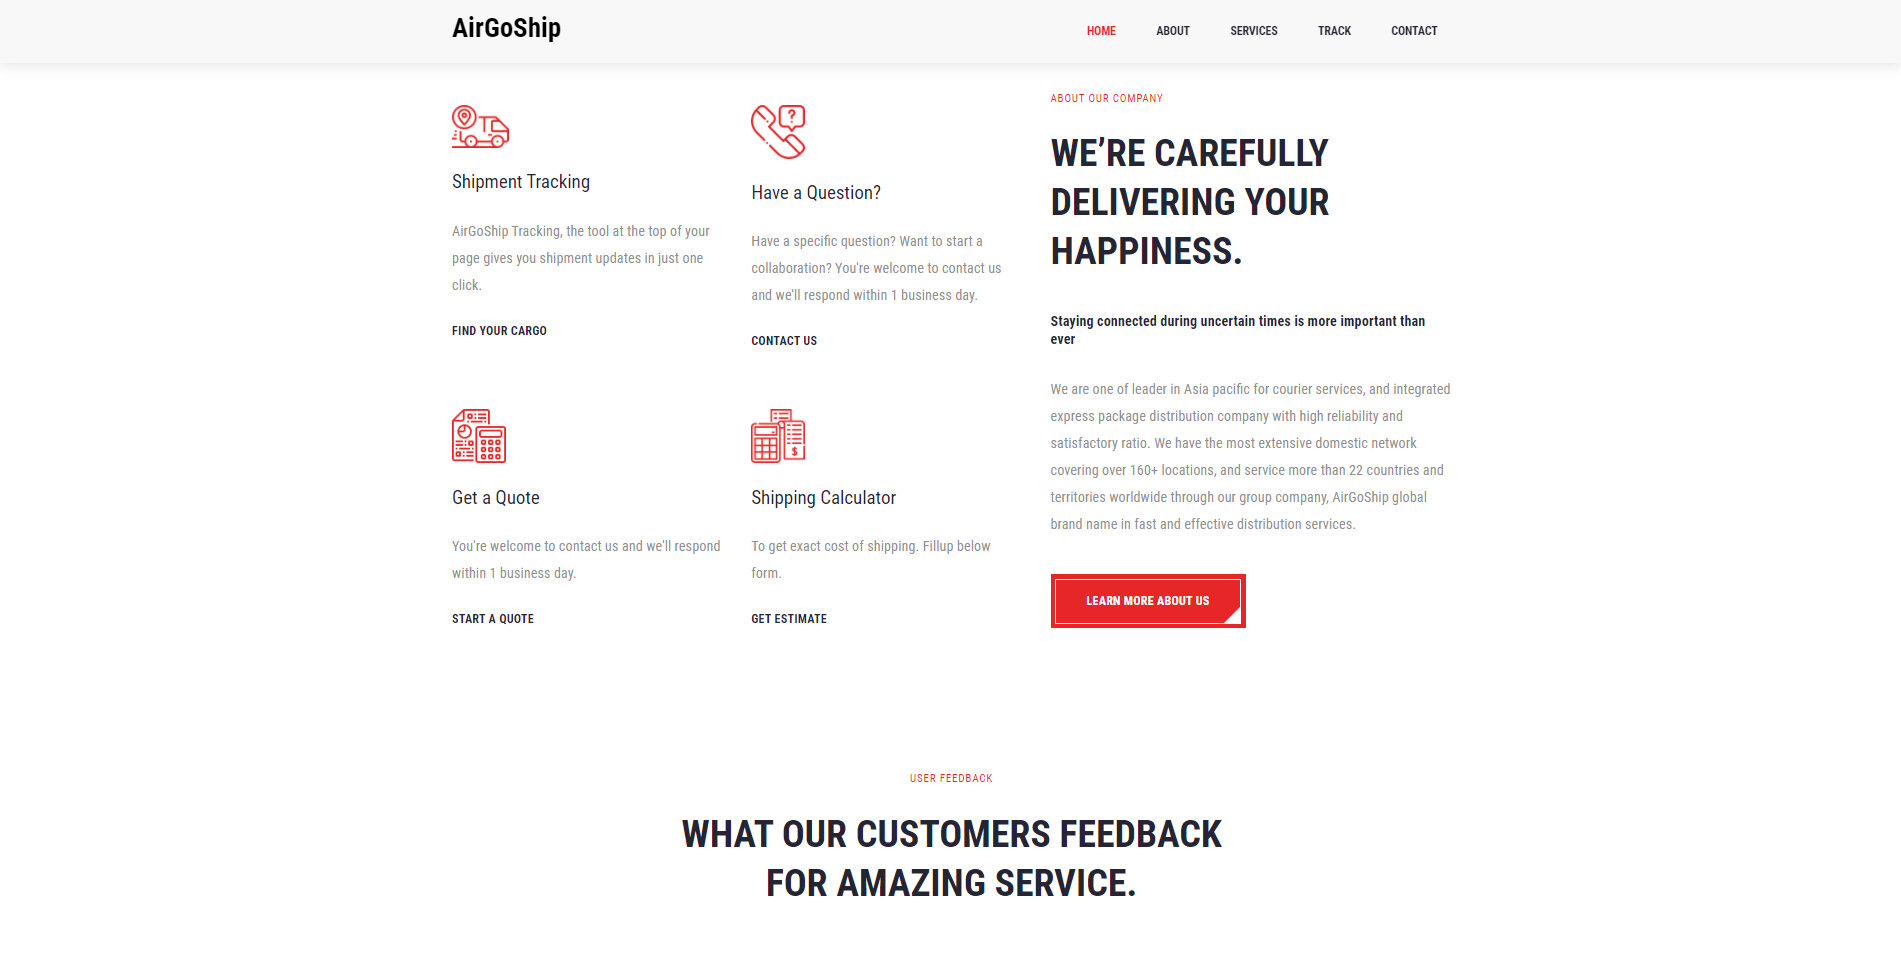 AirGoShip
HOME ABOUT SERVICES TRACK CONTACT
Shipment Tracking
AirGoShip Tracking, the tool at the top of your
page gives you shipment updates in just one
click.
FIND YOUR CARGO
Have a Question?
Have a specific question? Want to start a
collaboration? You're welcome to contact us
and we'll respond within 1 business day.
CONTACT US
Get a Quote
You're welcome to contact us and we'll respond
within 1 business day.
START A QUOTE
Shipping Calculator
To get exact cost of shipping. Fillup below
form.
GET ESTIMATE
ABOUT OUR COMPANY
WE’RE CAREFULLY
DELIVERING YOUR
HAPPINESS.
Staying connected during uncertain times is more important than
ever
We are one of leader in Asia pacific for courier services, and integrated
express package distribution company with high reliability and
satisfactory ratio. We have the most extensive domestic network
covering over 160+ locations, and service more than 22 countries and
territories worldwide through our group company, AirGoShip global
brand name in fast and effective distribution services.
LEARN MORE ABOUT US
USER FEEDBACK
WHAT OUR CUSTOMERS FEEDBACK
FOR AMAZING SERVICE.